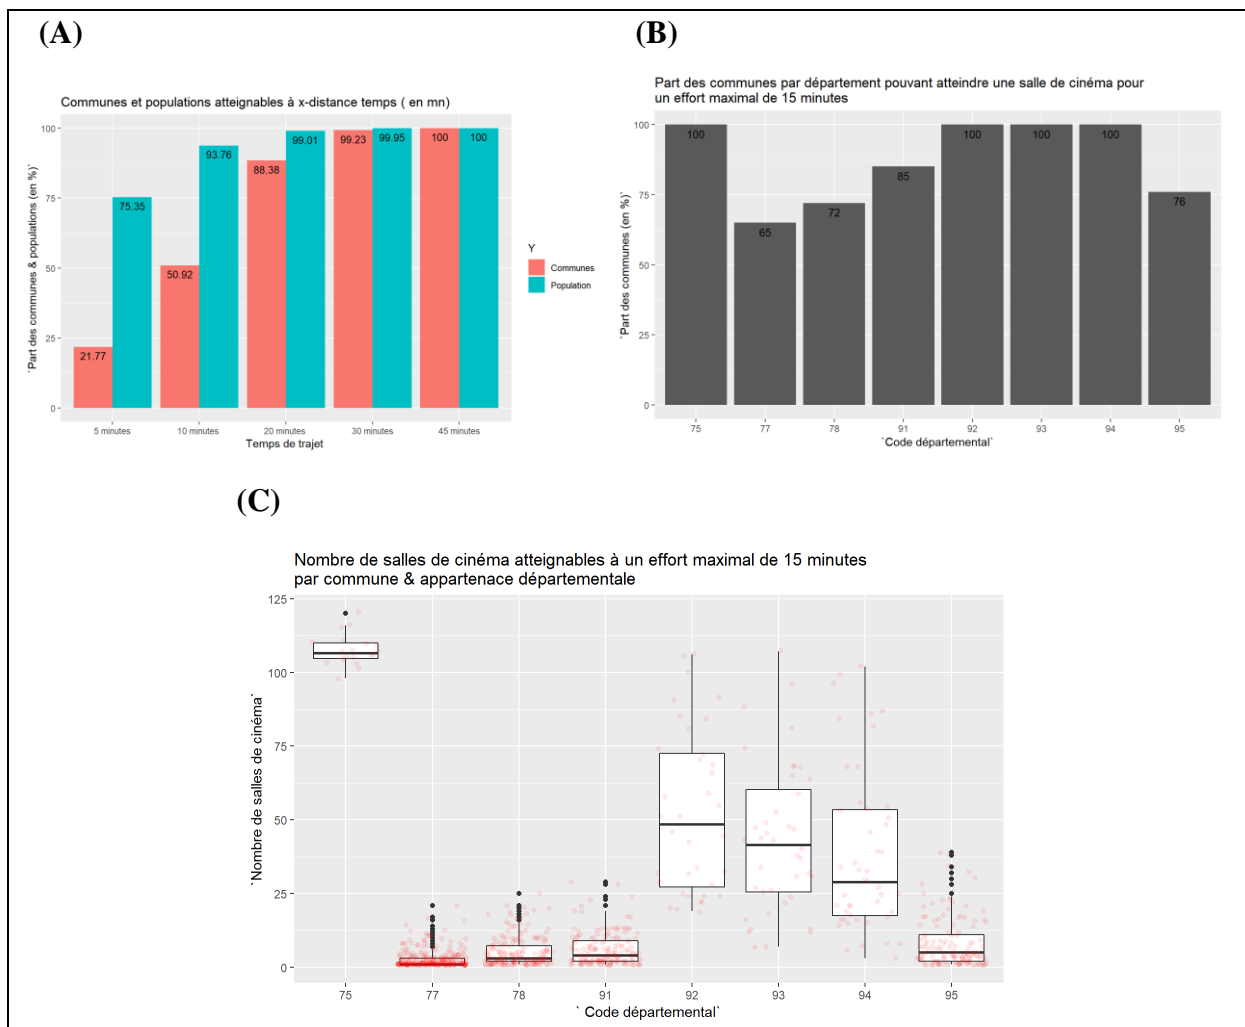 (A)
Communes et populations atteignables à x-distance temps ( en mn)
`Part des communes & populations (en %)`
100
75
50
25
0
21.77
75.35
50.92
93.76
88.38
99.01
99.23
99.95
100
100
5 minutes
10 minutes
20 minutes
30 minutes
45 minutes
Temps de trajet
Y
Communes
Population
(B)
Part des communes par département pouvant atteindre une salle de cinéma pour
un effort maximal de 15 minutes
`Part des communes (en %)`
100
75
50
25
0
100
65
72
85
100
100
100
76
75
77
78
91
92
93
94
95
`Code départemental`
(C)
Nombre de salles de cinéma atteignables à un effort maximal de 15 minutes
par commune & appartenace départementale
`Nombre de salles de cinéma`
125
100
75
50
25
0
75
77
78
91
92
93
94
95
` Code départemental`